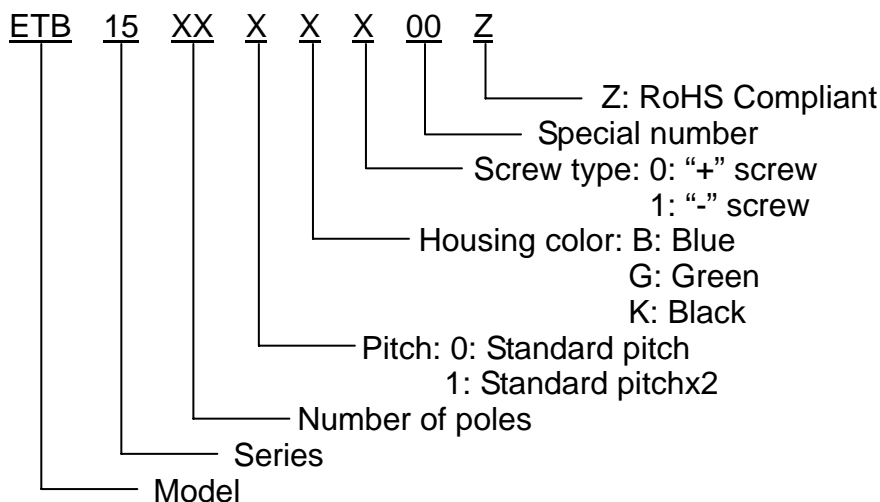 ETB 15 XX X X X 00 Z
Z: RoHS Compliant
Special number
Screw type: 0: “+” screw
1: “-” screw
Housing color: B: Blue
G: Green
K: Black
Pitch: 0: Standard pitch
1: Standard pitchx2
Number of poles
Series
Model